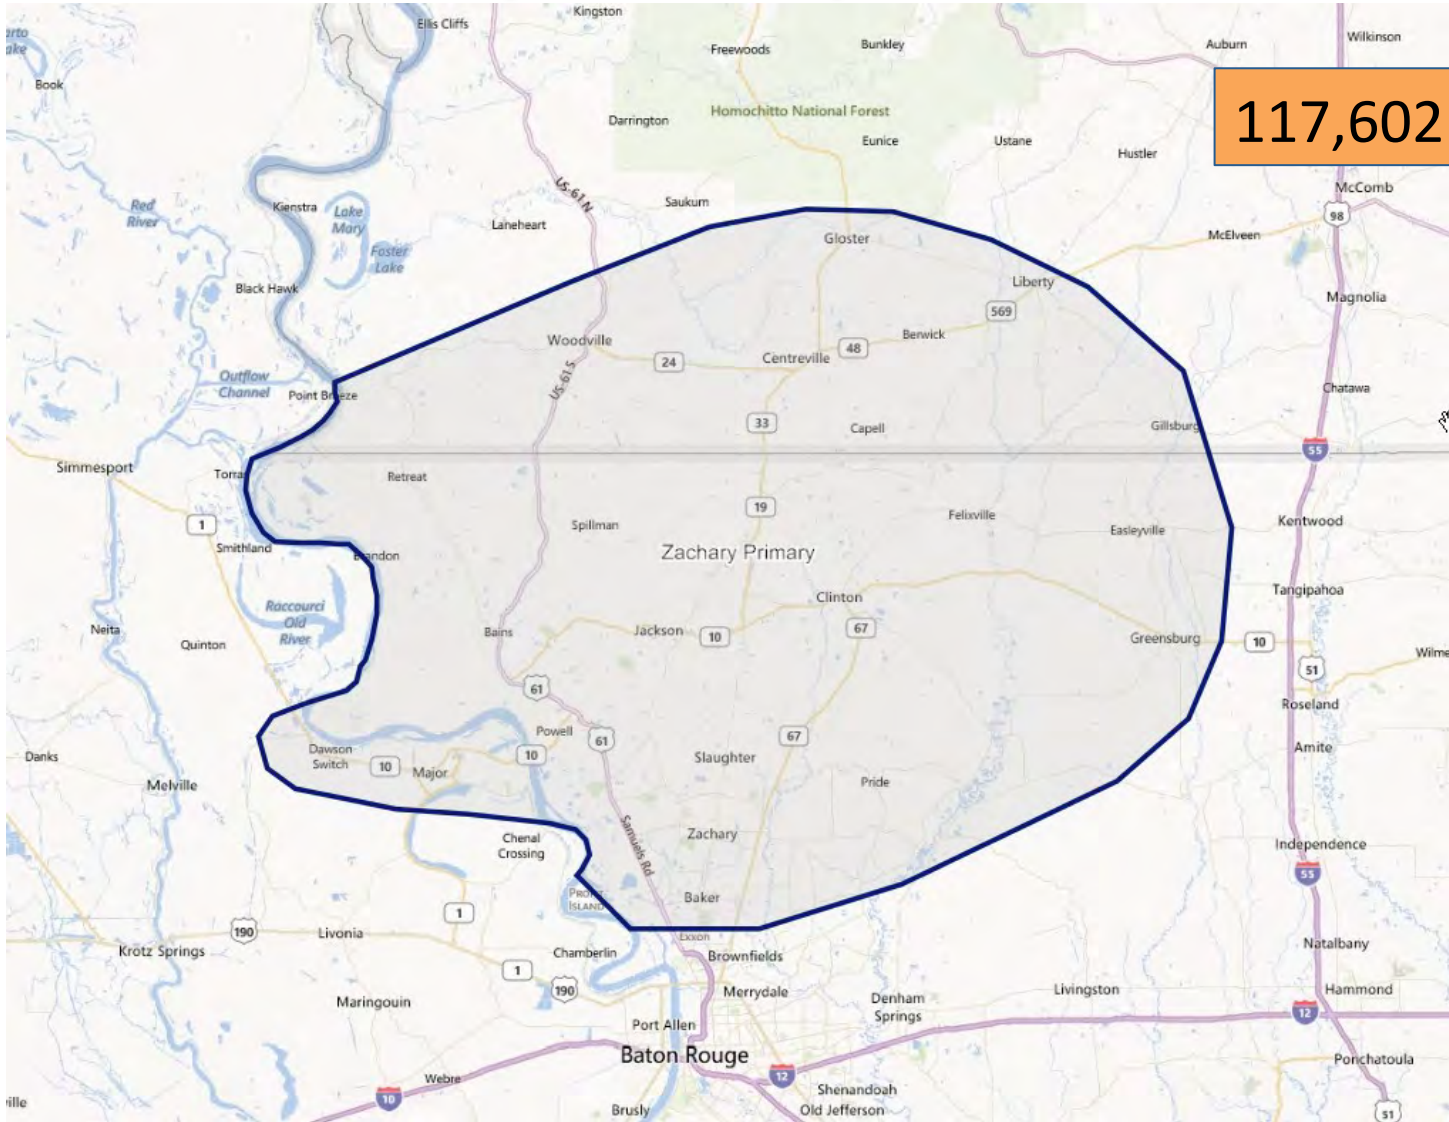 Kingston
Ellis Cliffs
Wilkinson
Auburn
Bunkley
Freewoods
Book
117,602
Homochitto National Forest
Darrington
Eunice
Ustane
Hustler
US-61 N
McComb
98
Saukum
Kienstra
Red
River
Lake
Mary
Laneheart
McElveen
Gloster
Foster
Lake
Liberty
Black Hawk
Magnolia
569
Berwick
Woodville
48
Centreville
24
Outflow
Channel
US-61 S
Point Breeze
Chatawa
33
Capell
Gillsburg
55
Simmesport
Torras
Retreat
19
Felixville
1
Spillman
Kentwood
Easleyville
Smithland
Brandon
Zachary Primary
Tangipahoa
Clinton
Raccourci
Old
River
Neita
Quinton
Bains
Jackson
10
67
Greensburg
10
51
61
Roseland
Powell
61
67
Dawson
Switch
10
Major
10
Slaughter
Amite
Danks
Melville
Pride
Samuels Rd
Zachary
Chenal
Crossing
Independence
55
Baker
ISLAND
1
190
Livonia
Exxon
Krotz Springs
Chamberlin
Brownfields
Natalbany
1
190
Merrydale
Livingston
Hammond
Maringouin
Denham
Springs
12
Port Allen
Baton Rouge
Ponchatoula
Webre
12
10
Shenandoah
Brusly
Old Jefferson
51